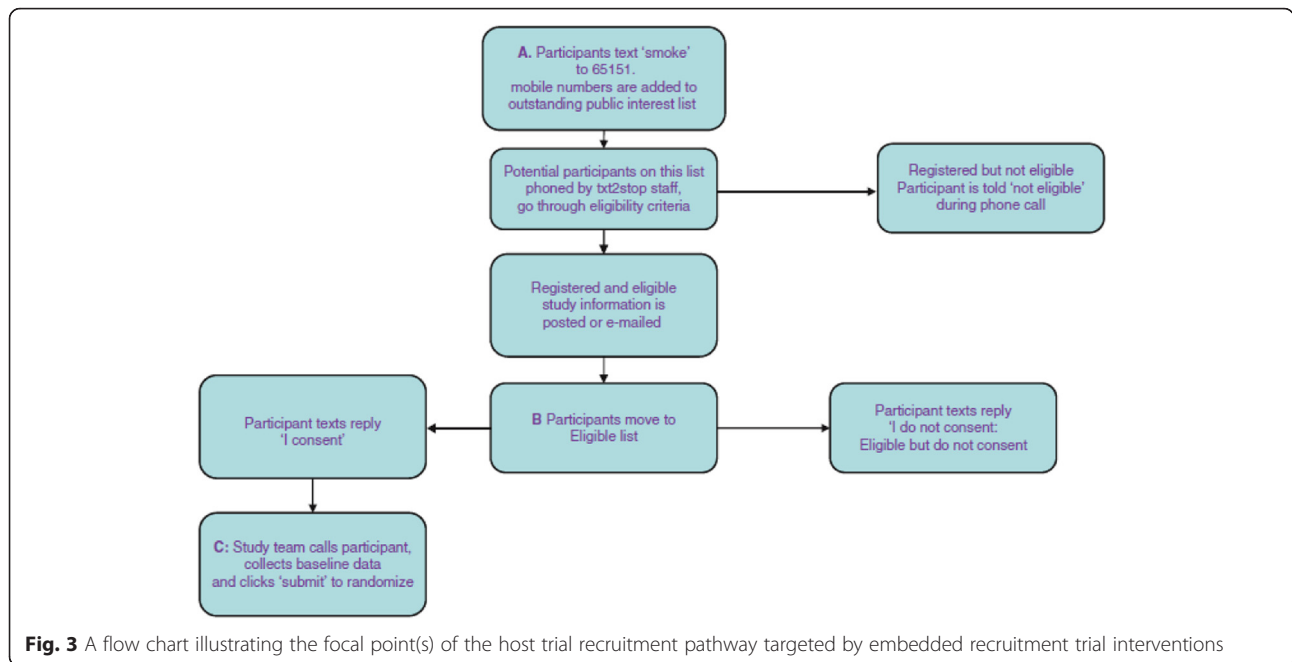 A. Participants text ‘smoke’
to 65151.
mobile numbers are added to
outstanding public interest list
Potential participants on this list
phoned by txt2stop staff,
go through eligibility criteria
Registered but not eligible
Participant is told ‘not eligible’
during phone call
Registered and eligible
study information is
posted or e-mailed
Participant texts reply
‘I consent’
B Participants move to
Eligible list
Participant texts reply
‘I do not consent:
Eligible but do not consent
C: Study team calls participant,
collects baseline data
and clicks ‘submit’ to randomize
Fig. 3 A flow chart illustrating the focal point(s) of the host trial recruitment pathway targeted by embedded recruitment trial interventions